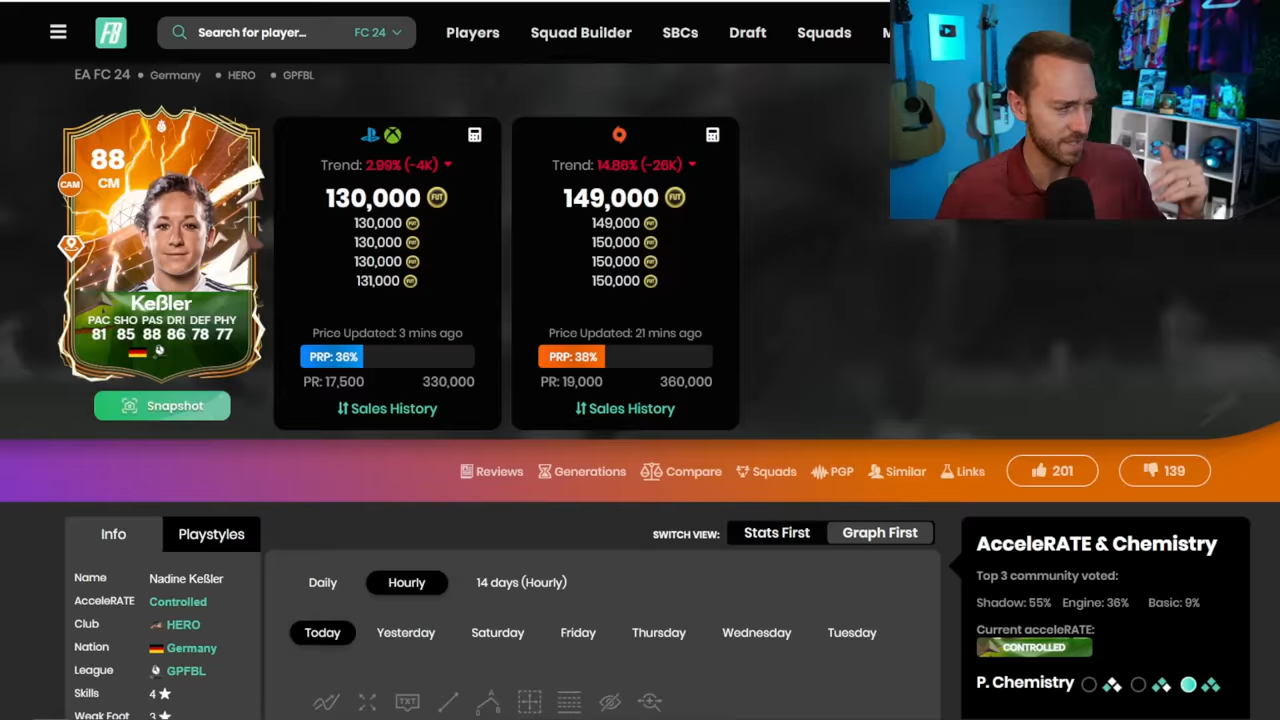 FB
Search for player...
FC 24
Players
Squad Builder
SBCs
Draft
Squads
EA FC 24
Germany
HERO
GPFBL
88
CM
CAM
Keßler
PAC SHO PAS DRI DEF PHY
81 85 88 86 78 77
Snapshot
Trend: 2.99% (-4K)
130,000 FUT
130,000
130,000
130,000
131,000
Price Updated: 3 mins ago
PRP: 36%
PR: 17,500
330,000
Sales History
Trend: 14.86% (-26K)
149,000 FUT
149,000
150,000
150,000
150,000
Price Updated: 21 mins ago
PRP: 38%
PR: 19,000
360,000
Sales History
Reviews
Generations
Compare
Squads
PGP
Similar
Links
201
139
Info
Playstyles
Name Nadine Keßler
AcceleRATE Controlled
Club HERO
Nation Germany
League GPFBL
Skills 4
Weak Foot 3
SWITCH VIEW:
Stats First
Graph First
Daily
Hourly
14 days (Hourly)
Today
Yesterday
Saturday
Friday
Thursday
Wednesday
Tuesday
TXT
AcceleRATE & Chemistry
Top 3 community voted:
Shadow: 55% Engine: 36% Basic: 9%
Current acceleRATE:
CONTROLLED
P. Chemistry